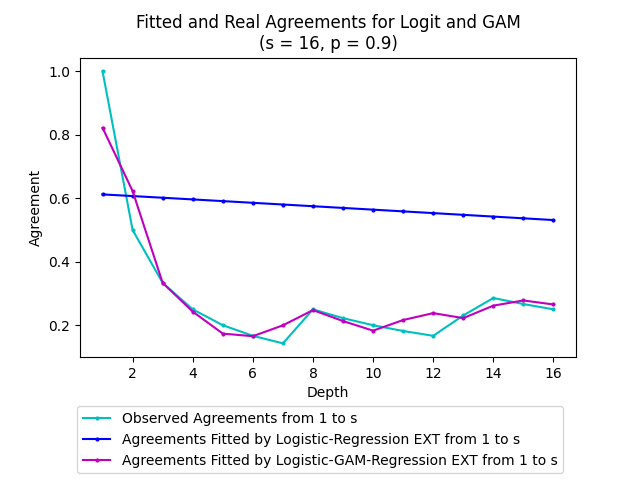 Fitted and Real Agreements for Logit and GAM
(s = 16, p = 0.9)
1.0
0.8
0.6
0.4
0.2
Agreement
2 4 6 8 10 12 14 16
Depth
Observed Agreements from 1 to s
Agreements Fitted by Logistic-Regression EXT from 1 to s
Agreements Fitted by Logistic-GAM-Regression EXT from 1 to s